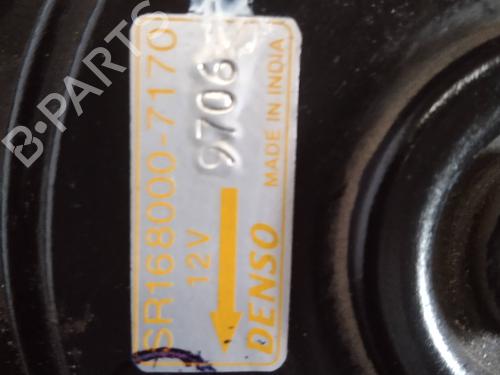 SR168000-7170
12V
9706
DENSO
MADE IN INDIA
B-PARTS